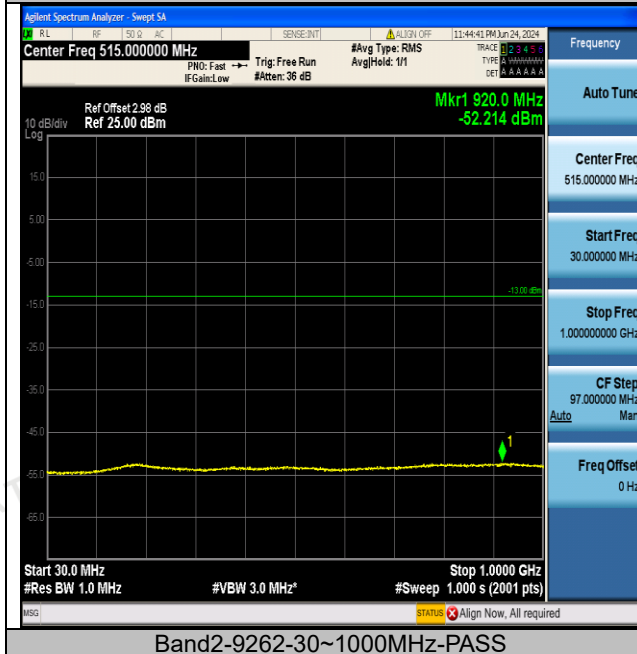 Agilent Spectrum Analyzer - Swept SA
RL RF 50 Ω AC SENSE:INT ALIGN OFF 11:44:41 PM Jun 24, 2024
Center Freq 515.000000 MHz
PNO: Fast
IFGain:Low
Trig: Free Run
#Atten: 36 dB
#Avg Type: RMS
Avg|Hold: 1/1
TRACE 1 2 3 4 5 6
TYPE A WWWWW
DET A A A A A A
Ref Offset 2.98 dB
10 dB/div Ref 25.00 dBm
Log
Mkr1 920.0 MHz
-52.214 dBm
15.0
5.00
-5.00
-13.00 dBm
-15.0
-25.0
-35.0
-45.0
1
-55.0
-65.0
Start 30.0 MHz Stop 1.0000 GHz
#Res BW 1.0 MHz #VBW 3.0 MHz* #Sweep 1.000 s (2001 pts)
MSG STATUS Align Now, All required
Frequency
Auto Tune
Center Freq
515.000000 MHz
Start Freq
30.000000 MHz
Stop Freq
1.000000000 GHz
CF Step
97.000000 MHz
Auto Man
Freq Offset
0 Hz
Band2-9262-30~1000MHz-PASS